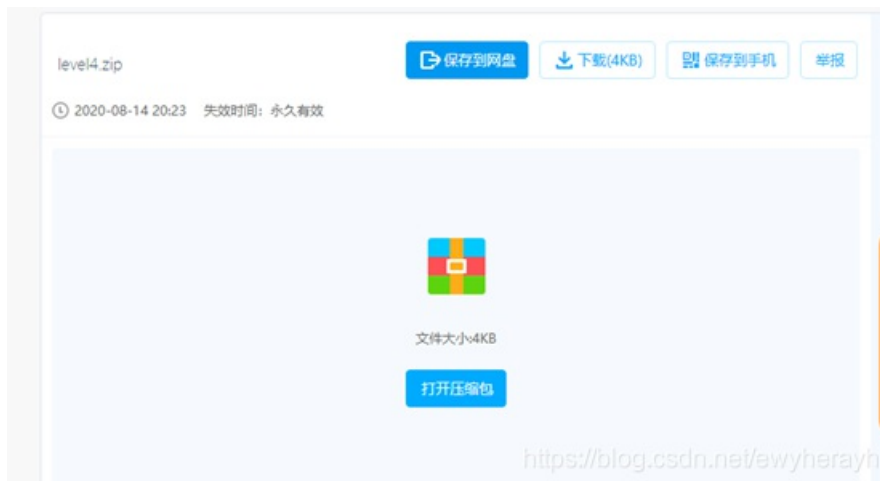 level4.zip
保存到网盘
下载(4KB)
保存到手机
举报
2020-08-14 20:23 失效时间：永久有效
文件大小:4KB
打开压缩包
https://blog.csdn.net/ewyherayh